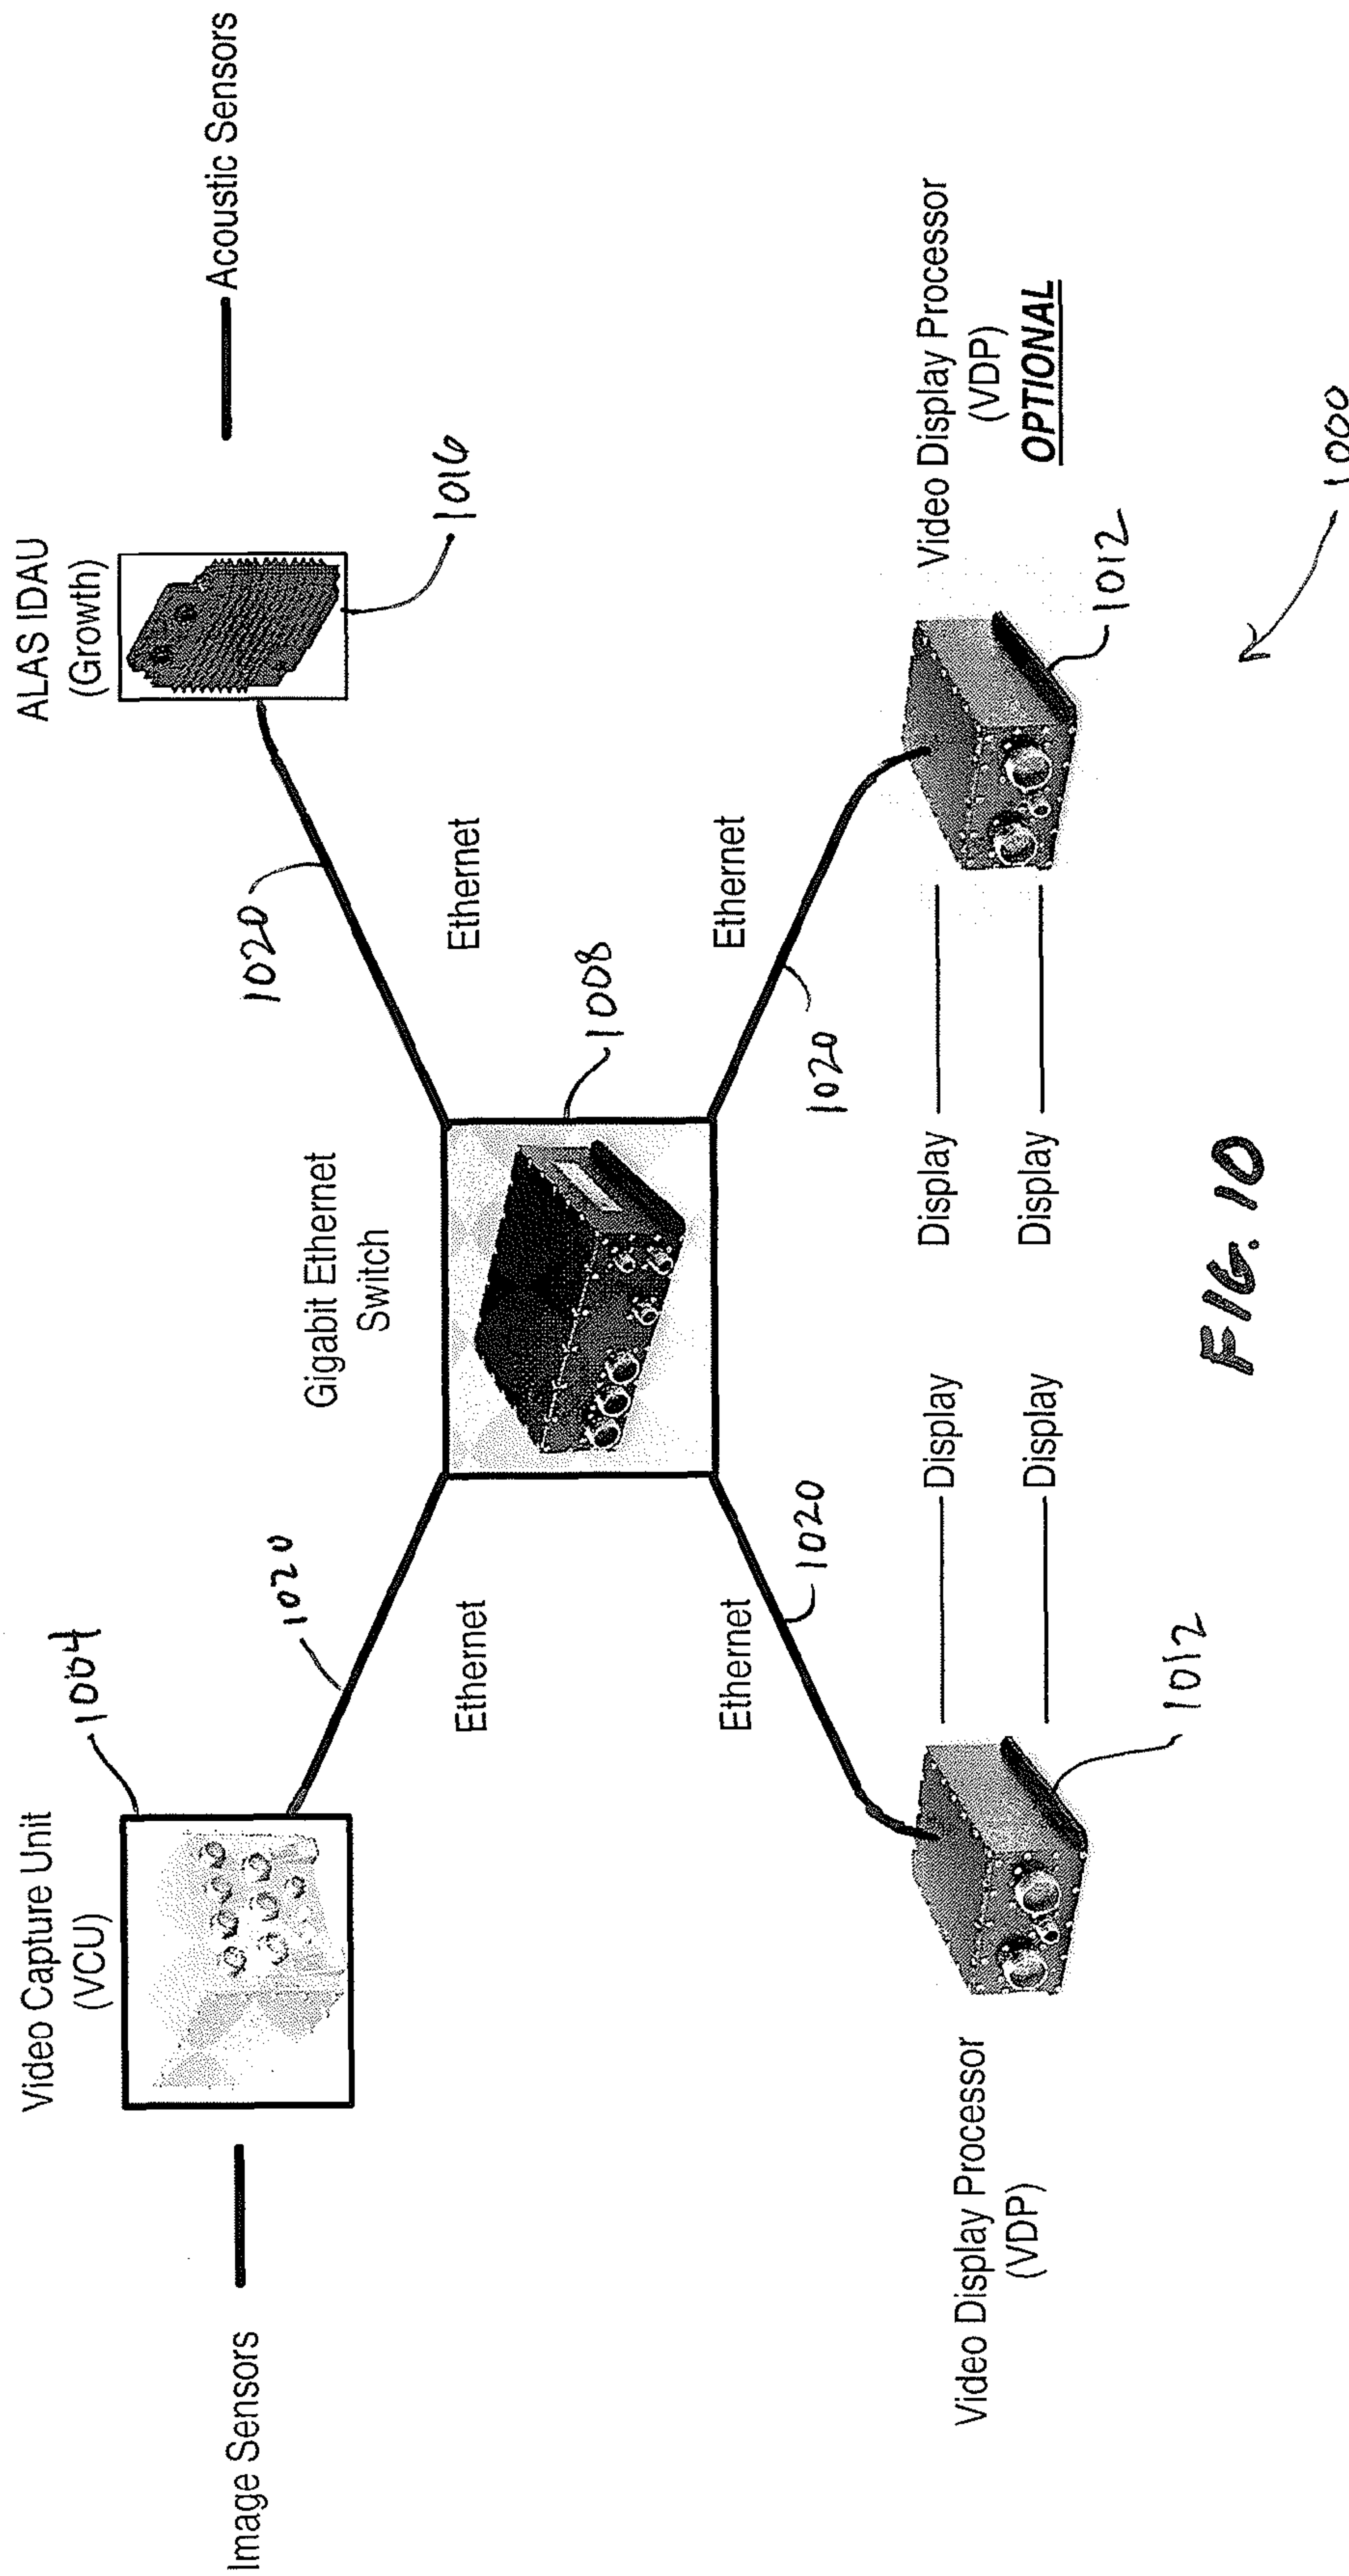 Video Capture Unit
(VCU)
1004
ALAS IDAU
(Growth)
Image Sensors
Acoustic Sensors
1016
1020
1020
Gigabit Ethernet
Switch
Ethernet
Ethernet
1008
Ethernet
Ethernet
1020
1020
Video Display Processor
(VDP)
Display
Display
Display
Display
Video Display Processor
(VDP)
OPTIONAL
1012
1012
FIG. 10
1000